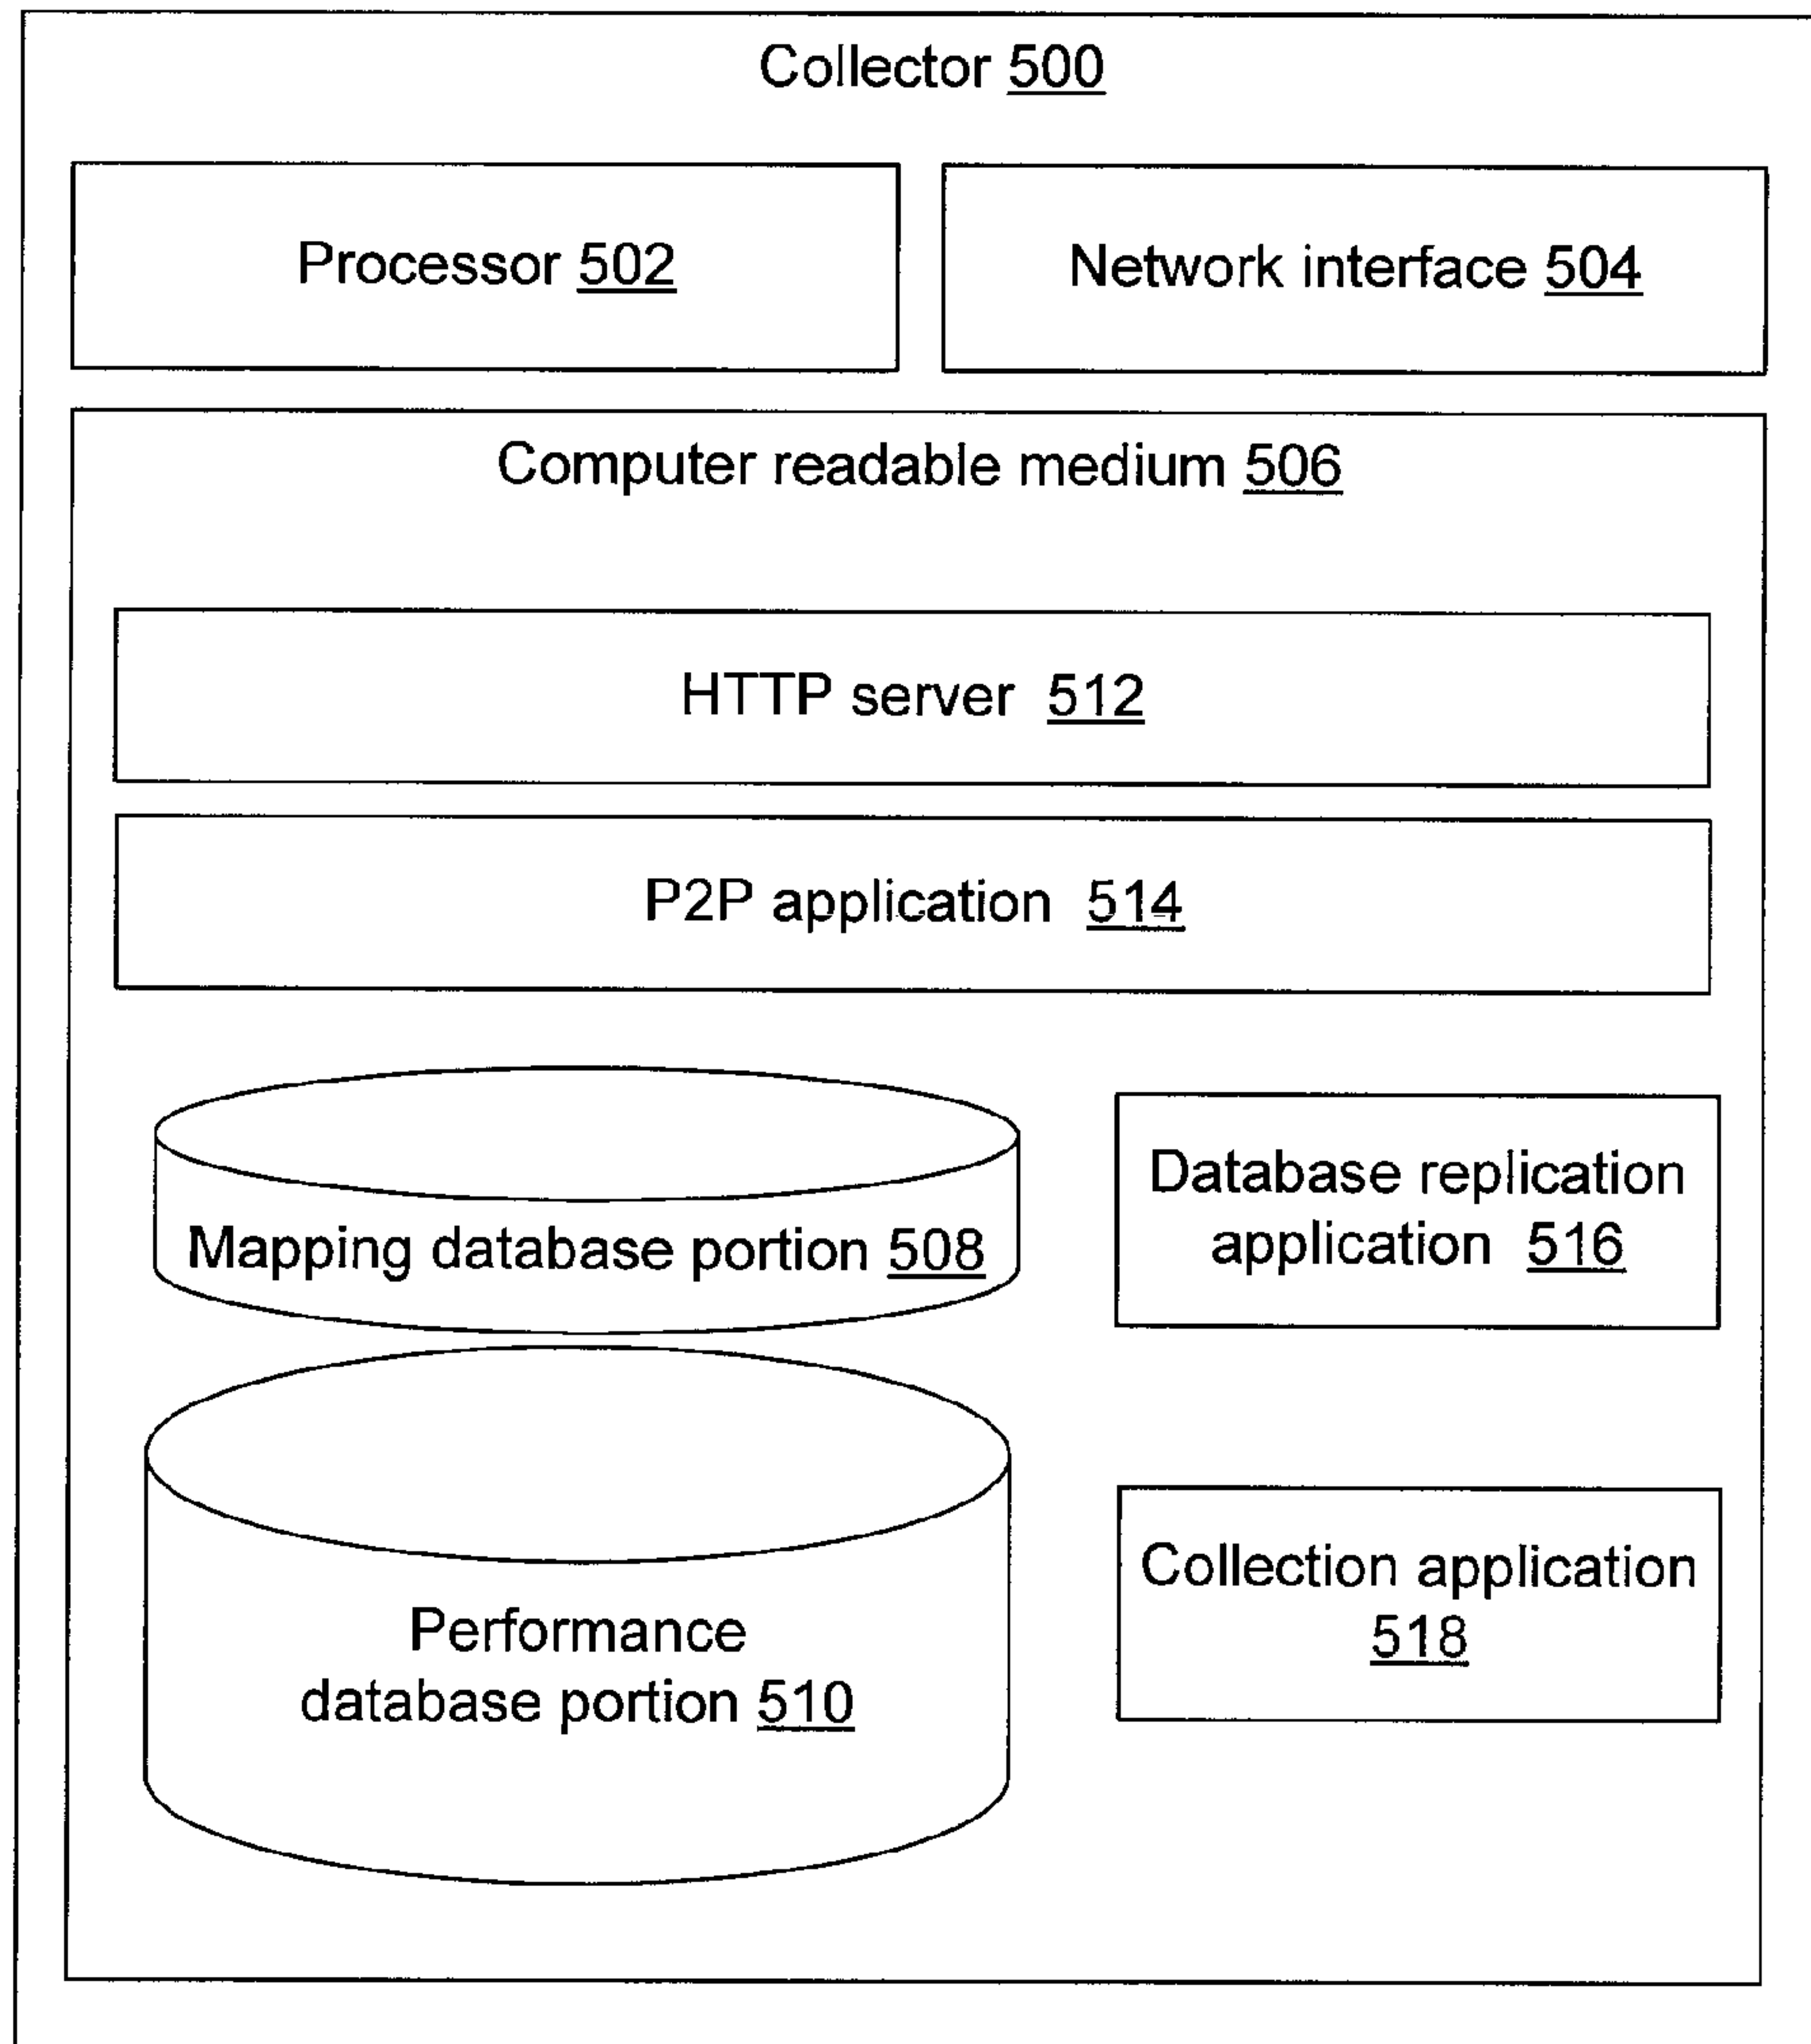 Collector 500
Processor 502
Network interface 504
Computer readable medium 506
HTTP server 512
P2P application 514
Mapping database portion 508
Database replication
application 516
Performance
database portion 510
Collection application
518